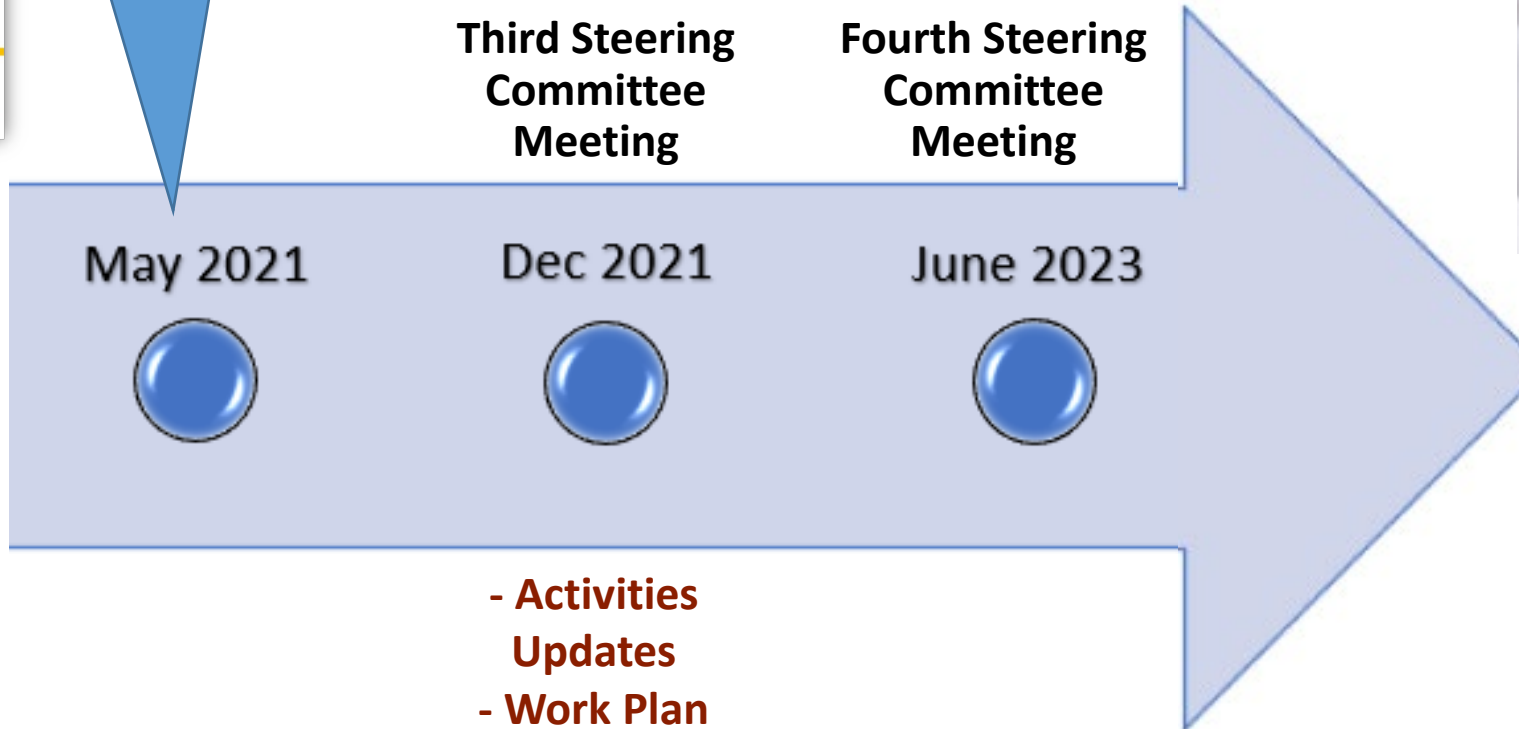 Third Steering
Committee
Meeting
Fourth Steering
Committee
Meeting
May 2021
Dec 2021
June 2023
- Activities
Updates
- Work Plan